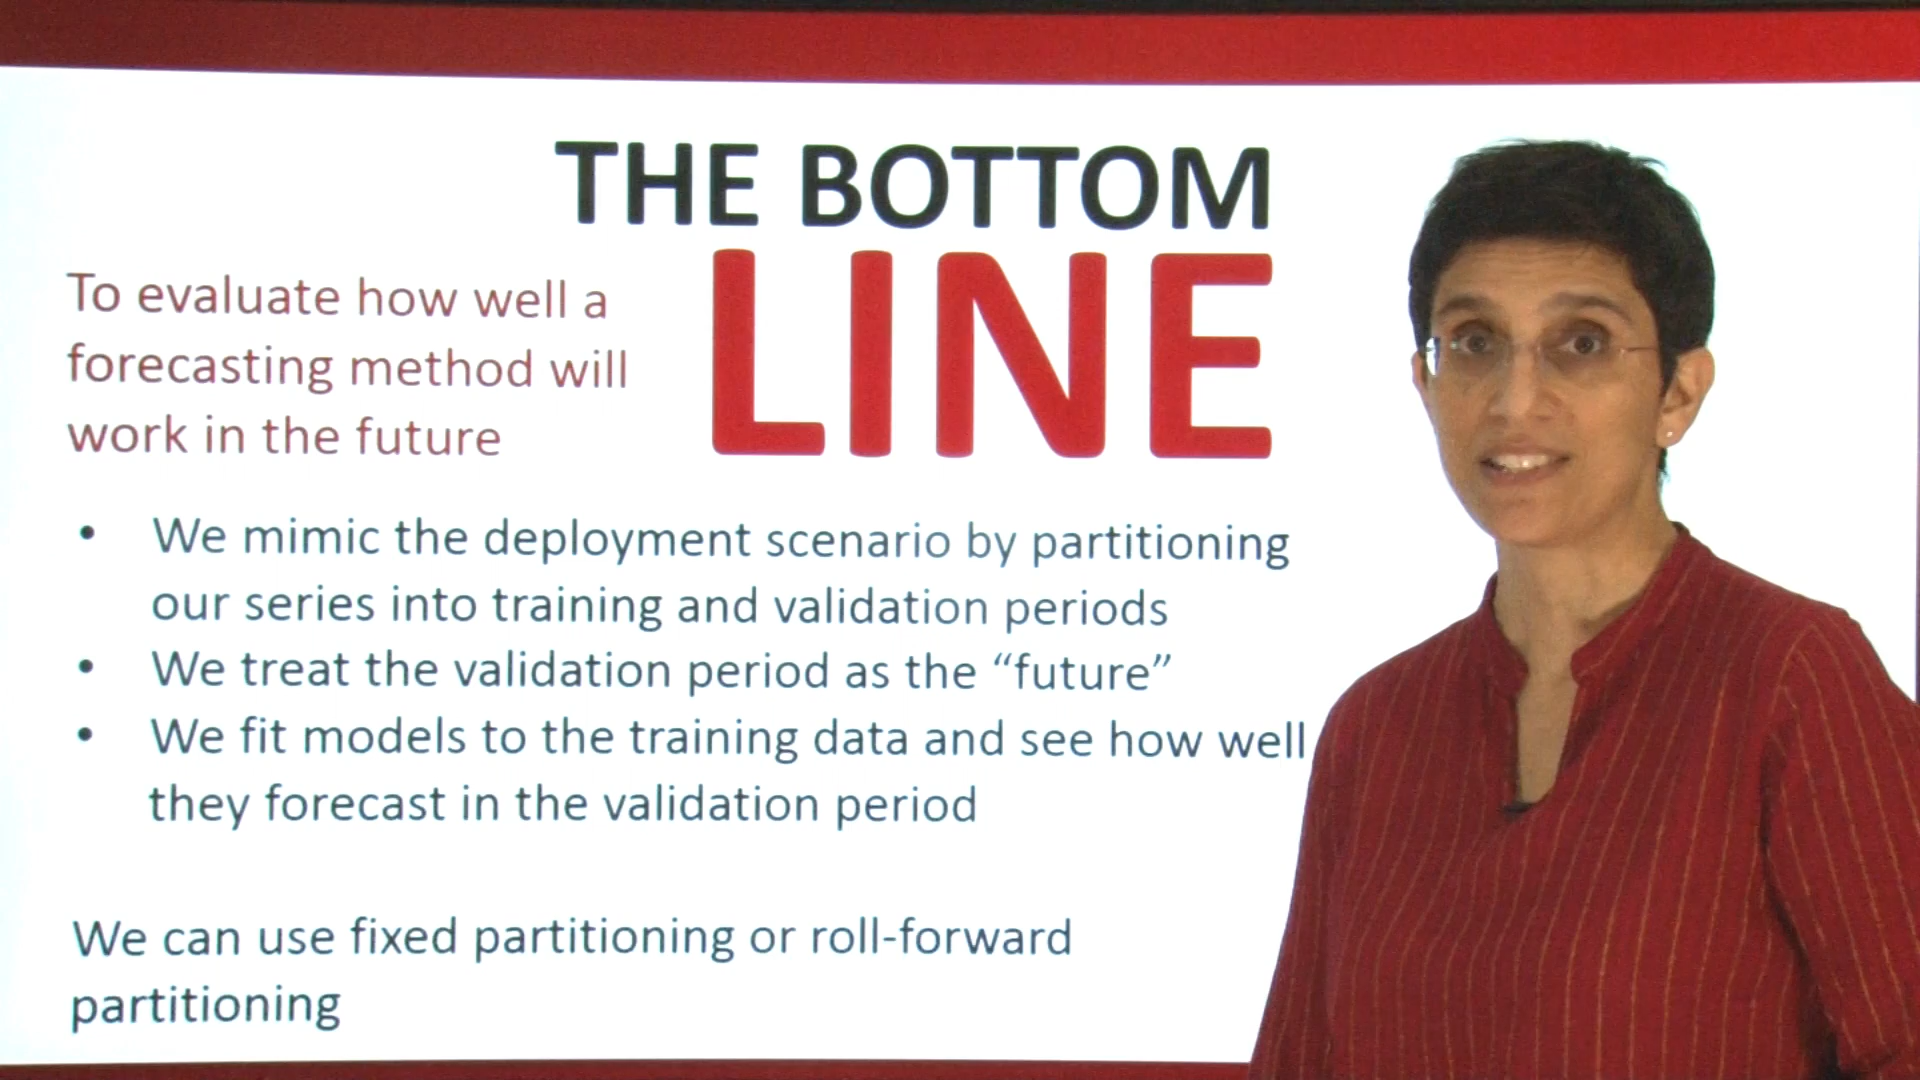 THE BOTTOM
LINE
To evaluate how well a
forecasting method will
work in the future
• We mimic the deployment scenario by partitioning
our series into training and validation periods
• We treat the validation period as the “future”
• We fit models to the training data and see how well
they forecast in the validation period
We can use fixed partitioning or roll-forward
partitioning